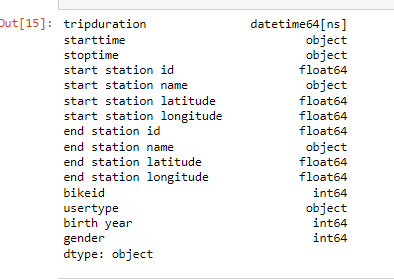 Out[15]: tripduration datetime64[ns]
starttime object
stoptime object
start station id float64
start station name object
start station latitude float64
start station longitude float64
end station id float64
end station name object
end station latitude float64
end station longitude float64
bikeid int64
usertype object
birth year int64
gender int64
dtype: object